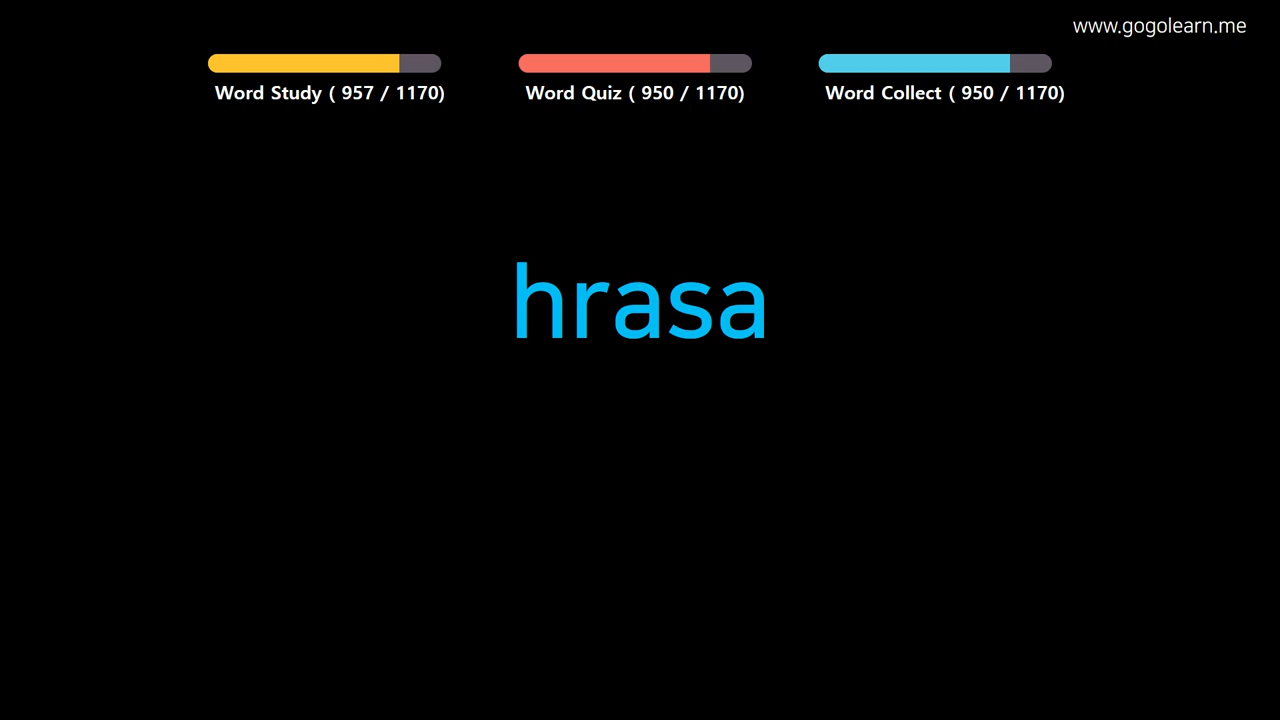 www.gogolearn.me
Word Study ( 957 / 1170)
Word Quiz ( 950 / 1170)
Word Collect ( 950 / 1170)
hrasa